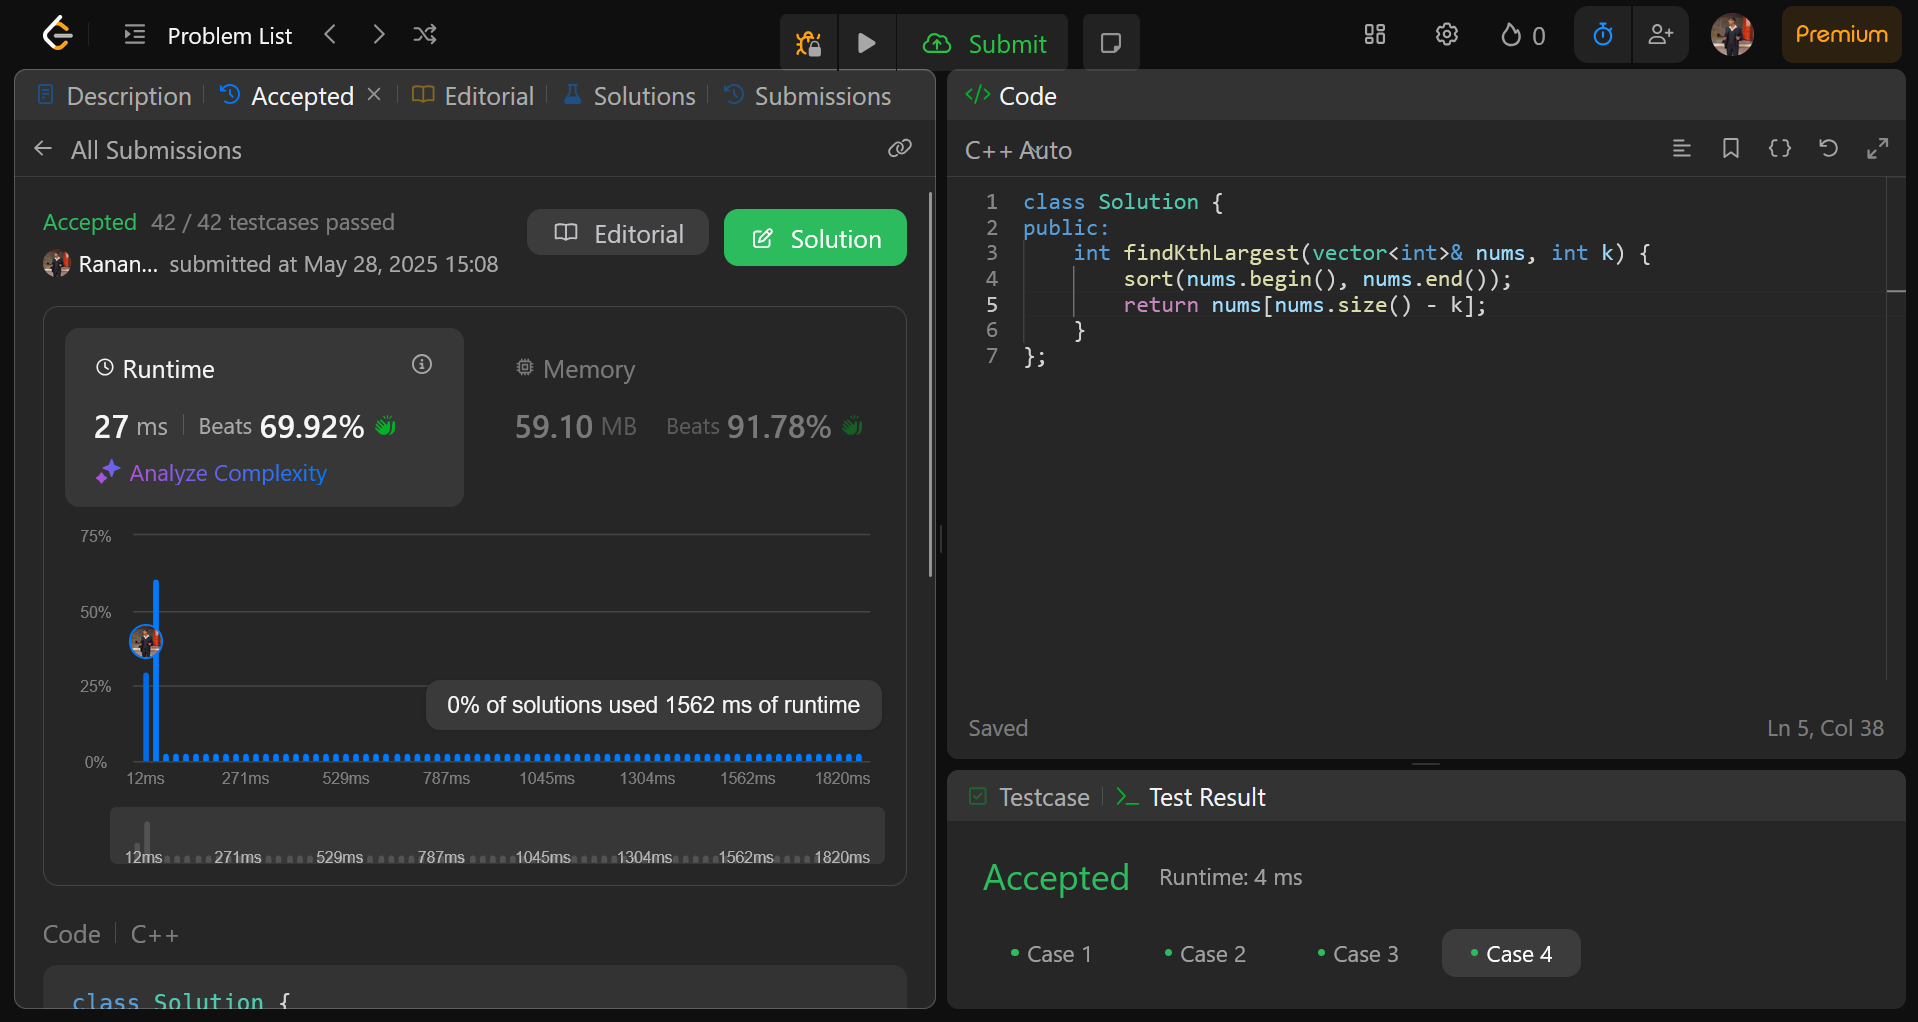 Problem List
Submit
0
Premium
Description
Accepted
Editorial
Solutions
Submissions
All Submissions
Accepted 42 / 42 testcases passed
Ranan... submitted at May 28, 2025 15:08
Editorial
Solution
Runtime
27 ms Beats 69.92%
Analyze Complexity
Memory
59.10 MB Beats 91.78%
75%
50%
25%
0%
0% of solutions used 1562 ms of runtime
12ms 271ms 529ms 787ms 1045ms 1304ms 1562ms 1820ms
12ms 271ms 529ms 787ms 1045ms 1304ms 1562ms 1820ms
Code C++
class Solution {
</> Code
C++ Auto
1 class Solution {
2 public:
3 int findKthLargest(vector<int>& nums, int k) {
4 sort(nums.begin(), nums.end());
5 return nums[nums.size() - k];
6 }
7 };
Saved
Ln 5, Col 38
Testcase
Test Result
Accepted Runtime: 4 ms
Case 1
Case 2
Case 3
Case 4